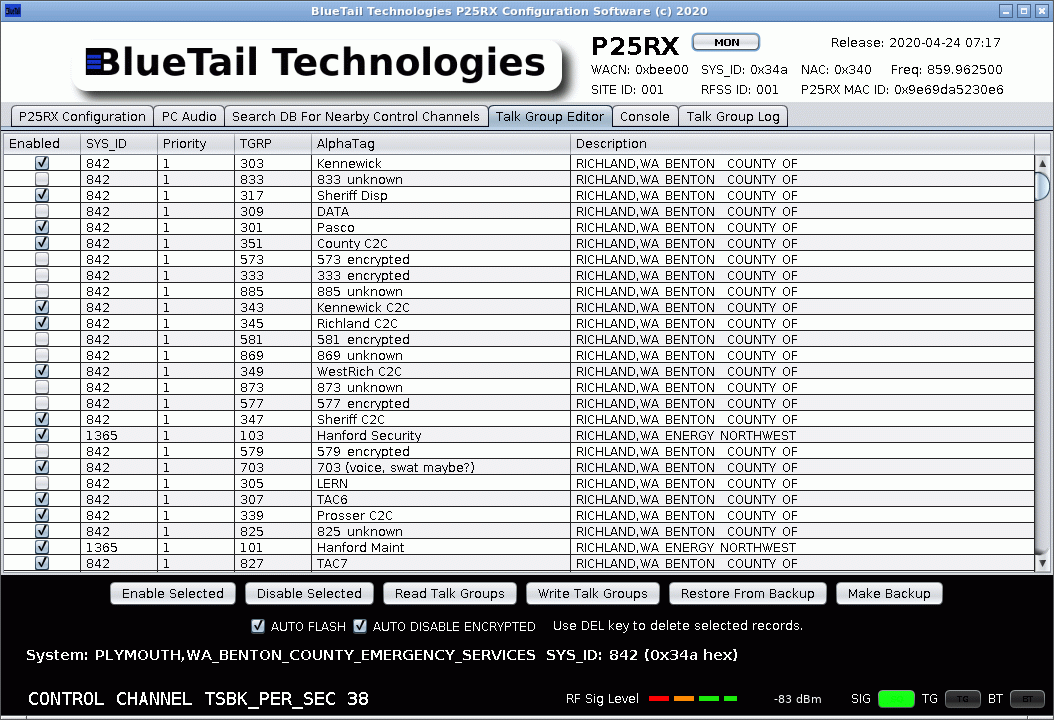 BlueTail Technologies P25RX Configuration Software (c) 2020
BlueTail Technologies
P25RX MON Release: 2020-04-24 07:17
WACN: 0xbee00 SYS_ID: 0x34a NAC: 0x340 Freq: 859.962500
SITE ID: 001 RFSS ID: 001 P25RX MAC ID: 0x9e69da5230e6
P25RX Configuration PC Audio Search DB For Nearby Control Channels Talk Group Editor Console Talk Group Log
Enabled SYS_ID Priority TGRP AlphaTag Description
842 1 303 Kennewick RICHLAND,WA BENTON COUNTY OF
842 1 833 833 unknown RICHLAND,WA BENTON COUNTY OF
842 1 317 Sheriff Disp RICHLAND,WA BENTON COUNTY OF
842 1 309 DATA RICHLAND,WA BENTON COUNTY OF
842 1 301 Pasco RICHLAND,WA BENTON COUNTY OF
842 1 351 County C2C RICHLAND,WA BENTON COUNTY OF
842 1 573 573 encrypted RICHLAND,WA BENTON COUNTY OF
842 1 333 333 encrypted RICHLAND,WA BENTON COUNTY OF
842 1 885 885 unknown RICHLAND,WA BENTON COUNTY OF
842 1 343 Kennewick C2C RICHLAND,WA BENTON COUNTY OF
842 1 345 Richland C2C RICHLAND,WA BENTON COUNTY OF
842 1 581 581 encrypted RICHLAND,WA BENTON COUNTY OF
842 1 869 869 unknown RICHLAND,WA BENTON COUNTY OF
842 1 349 WestRich C2C RICHLAND,WA BENTON COUNTY OF
842 1 873 873 unknown RICHLAND,WA BENTON COUNTY OF
842 1 577 577 encrypted RICHLAND,WA BENTON COUNTY OF
842 1 347 Sheriff C2C RICHLAND,WA BENTON COUNTY OF
1365 1 103 Hanford Security RICHLAND,WA ENERGY NORTHWEST
842 1 579 579 encrypted RICHLAND,WA BENTON COUNTY OF
842 1 703 703 (voice, swat maybe?) RICHLAND,WA BENTON COUNTY OF
842 1 305 LERN RICHLAND,WA BENTON COUNTY OF
842 1 307 TAC6 RICHLAND,WA BENTON COUNTY OF
842 1 339 Prosser C2C RICHLAND,WA BENTON COUNTY OF
842 1 825 825 unknown RICHLAND,WA BENTON COUNTY OF
1365 1 101 Hanford Maint RICHLAND,WA ENERGY NORTHWEST
842 1 827 TAC7 RICHLAND,WA BENTON COUNTY OF
Enable Selected Disable Selected Read Talk Groups Write Talk Groups Restore From Backup Make Backup
AUTO FLASH AUTO DISABLE ENCRYPTED Use DEL key to delete selected records.
System: PLYMOUTH,WA_BENTON_COUNTY_EMERGENCY_SERVICES SYS_ID: 842 (0x34a hex)
CONTROL CHANNEL TSBK_PER_SEC 38 RF Sig Level -83 dBm SIG TG TG BT BT